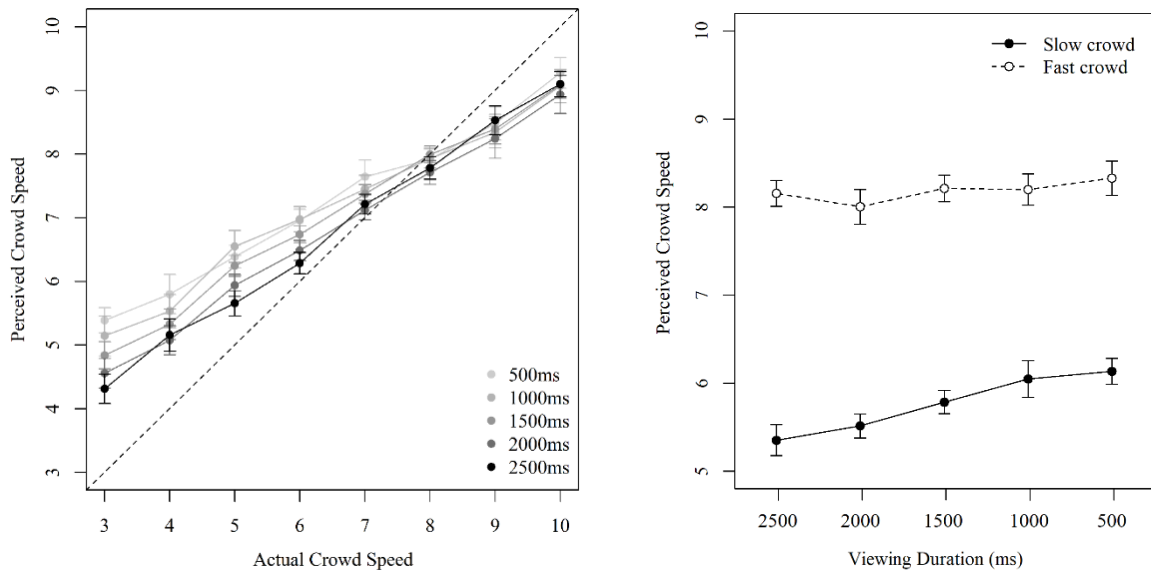 Perceived Crowd Speed
10
9
8
7
6
5
4
3
500ms
1000ms
1500ms
2000ms
2500ms
3 4 5 6 7 8 9 10
Actual Crowd Speed
Perceived Crowd Speed
10
9
8
7
6
5
Slow crowd
Fast crowd
2500 2000 1500 1000 500
Viewing Duration (ms)